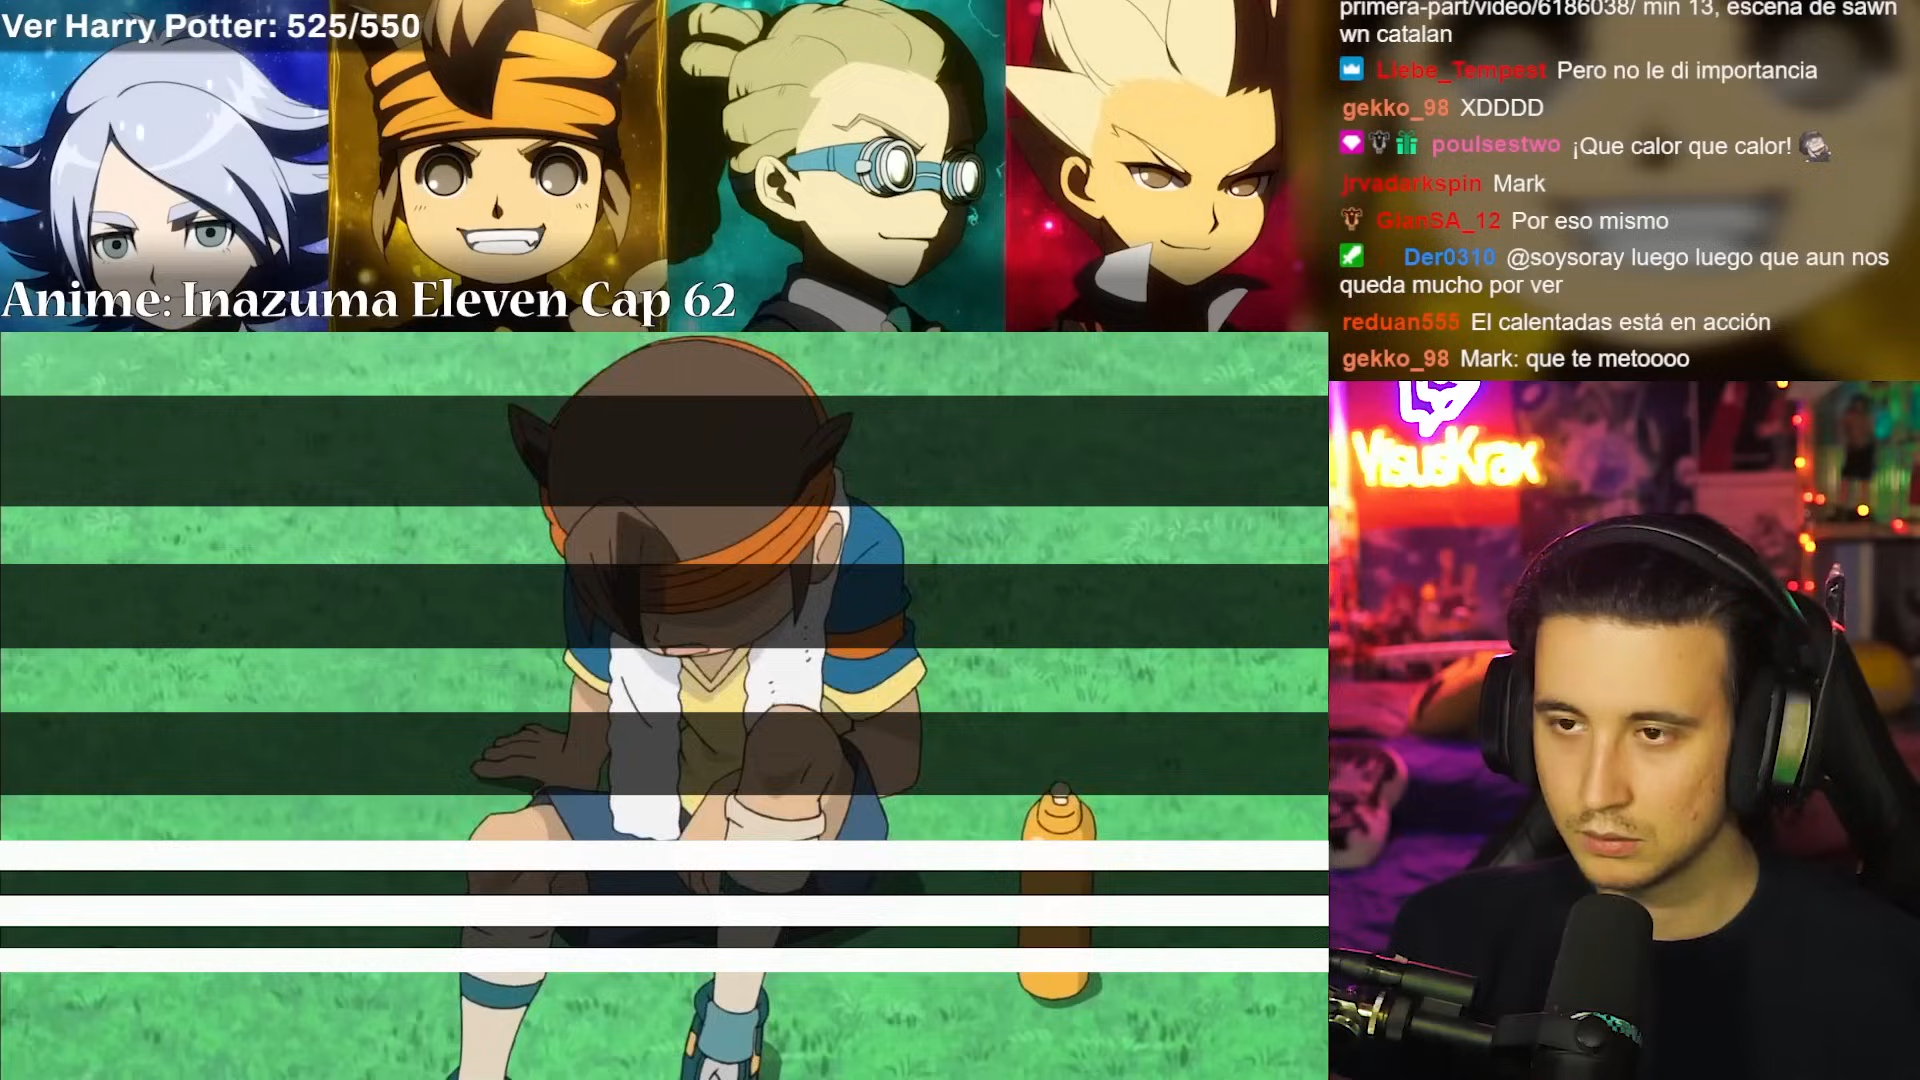 Ver Harry Potter: 525/550
Anime: Inazuma Eleven Cap 62
primera-part/video/6186038/ min 13, escena de sawn
wn catalan
Liebe_Tempest Pero no le di importancia
gekko_98 XDDDD
poulsestwo ¡Que calor que calor!
jrvadarkspin Mark
GianSA_12 Por eso mismo
Der0310 @soysoray luego luego que aun nos
queda mucho por ver
reduan555 El calentadas está en acción
gekko_98 Mark: que te metoooo
VisusKrax